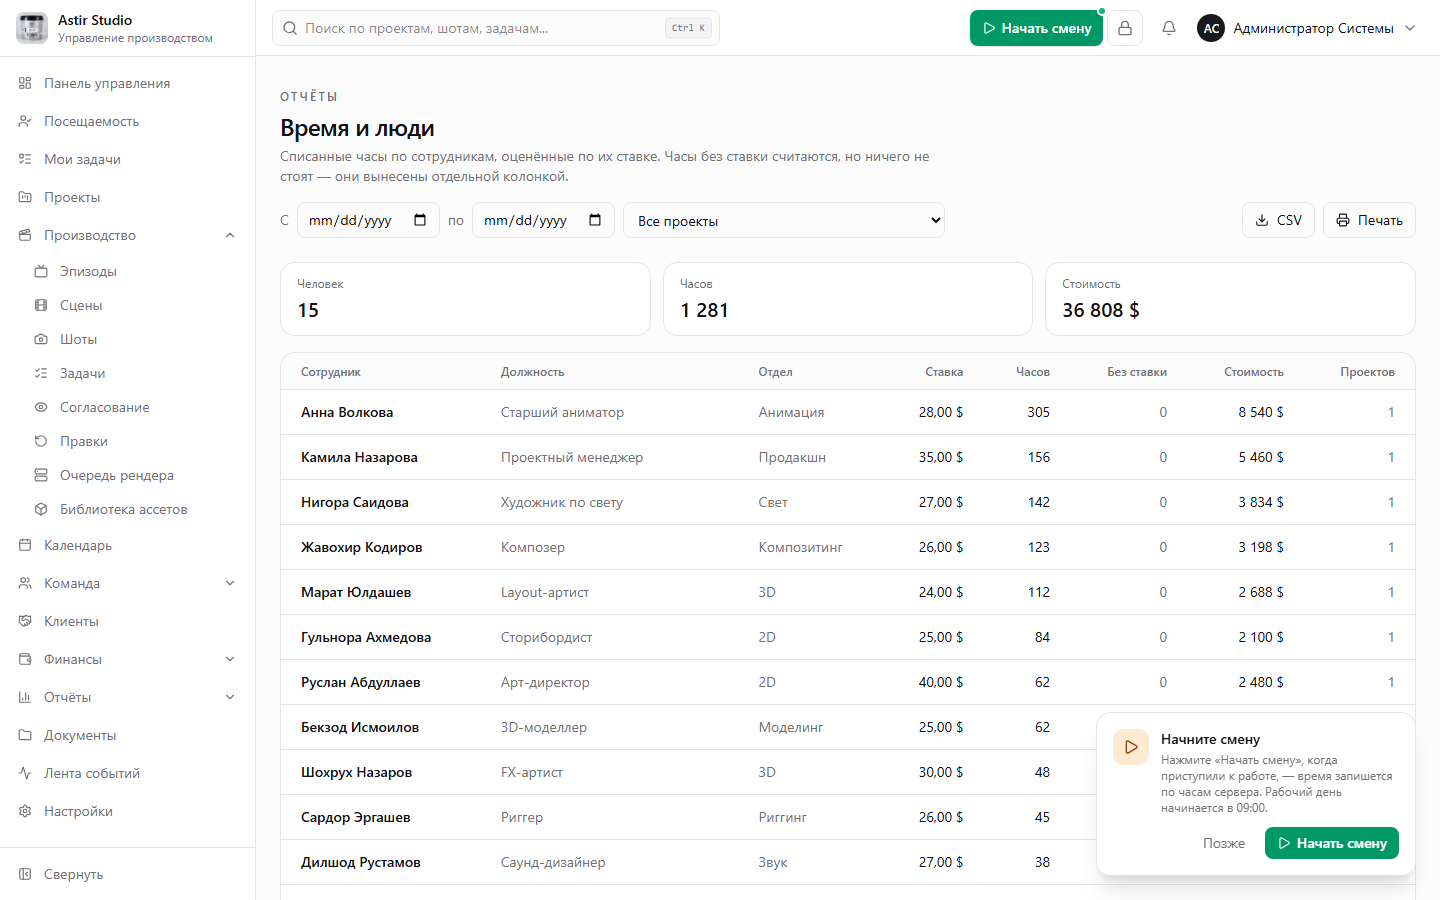 Astir Studio
Управление производством
Поиск по проектам, шотам, задачам...
Ctrl K
Начать смену
АС
Администратор Системы
Панель управления
Посещаемость
Мои задачи
Проекты
Производство
Эпизоды
Сцены
Шоты
Задачи
Согласование
Правки
Очередь рендера
Библиотека ассетов
Календарь
Команда
Клиенты
Финансы
Отчёты
Документы
Лента событий
Настройки
Свернуть
ОТЧЁТЫ
Время и люди
Списанные часы по сотрудникам, оценённые по их ставке. Часы без ставки считаются, но ничего не
стоят — они вынесены отдельной колонкой.
С mm/dd/yyyy по mm/dd/yyyy Все проекты CSV Печать
Человек
15
Часов
1 281
Стоимость
36 808 $
Сотрудник Должность Отдел Ставка Часов Без ставки Стоимость Проектов
Анна Волкова Старший аниматор Анимация 28,00 $ 305 0 8 540 $ 1
Камила Назарова Проектный менеджер Продакшн 35,00 $ 156 0 5 460 $ 1
Нигора Саидова Художник по свету Свет 27,00 $ 142 0 3 834 $ 1
Жавохир Кодиров Композер Композитинг 26,00 $ 123 0 3 198 $ 1
Марат Юлдашев Layout-артист 3D 24,00 $ 112 0 2 688 $ 1
Гульнора Ахмедова Сторибордист 2D 25,00 $ 84 0 2 100 $ 1
Руслан Абдуллаев Арт-директор 2D 40,00 $ 62 0 2 480 $ 1
Бекзод Исмоилов 3D-моделлер Моделинг 25,00 $ 62
Шохрух Назаров FX-артист 3D 30,00 $ 48
Сардор Эргашев Риггер Риггинг 26,00 $ 45
Дилшод Рустамов Саунд-дизайнер Звук 27,00 $ 38
Начните смену
Нажмите «Начать смену», когда
приступили к работе, — время запишется
по часам сервера. Рабочий день
начинается в 09:00.
Позже Начать смену